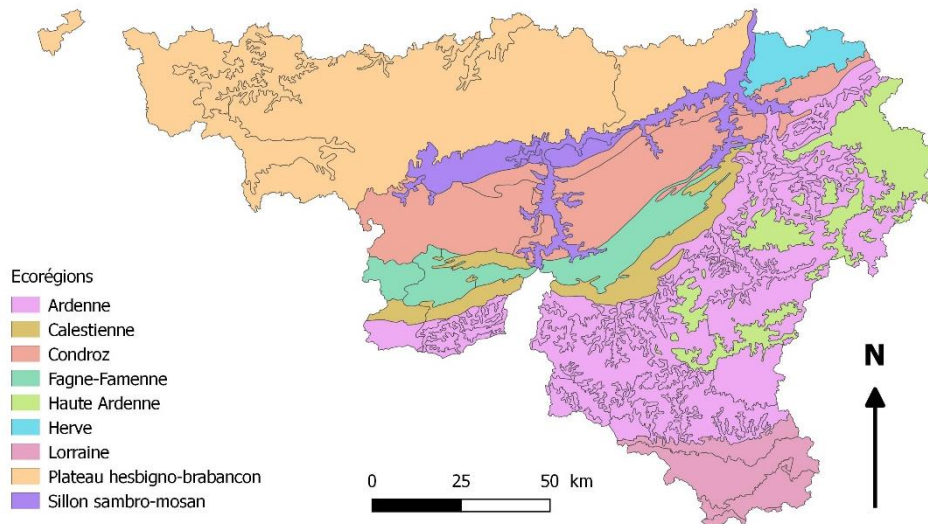 Ecorégions
Ardenne
Calestienne
Condroz
Fagne-Famenne
Haute Ardenne
Herve
Lorraine
Plateau hesbigno-brabancon
Sillon sambro-mosan
0 25 50 km
N